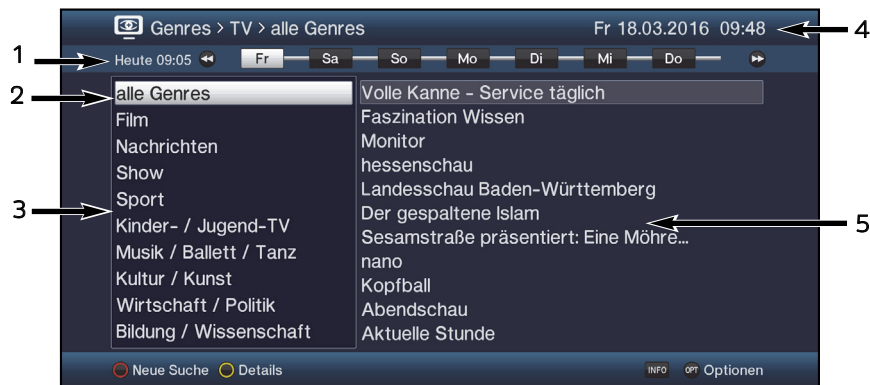 Genres > TV > alle Genres Fr 18.03.2016 09:48 4
1 Heute 09:05 Fr Sa So Mo Di Mi Do
2 alle Genres
Film
Nachrichten
Show
Sport
3 Kinder- / Jugend-TV
Musik / Ballett / Tanz
Kultur / Kunst
Wirtschaft / Politik
Bildung / Wissenschaft
Volle Kanne - Service täglich
Faszination Wissen
Monitor
hessenschau
Landesschau Baden-Württemberg
Der gespaltene Islam
Sesamstraße präsentiert: Eine Möhre...
nano
Kopfball
Abendschau
Aktuelle Stunde
5
Neue Suche Details INFO OPT Optionen